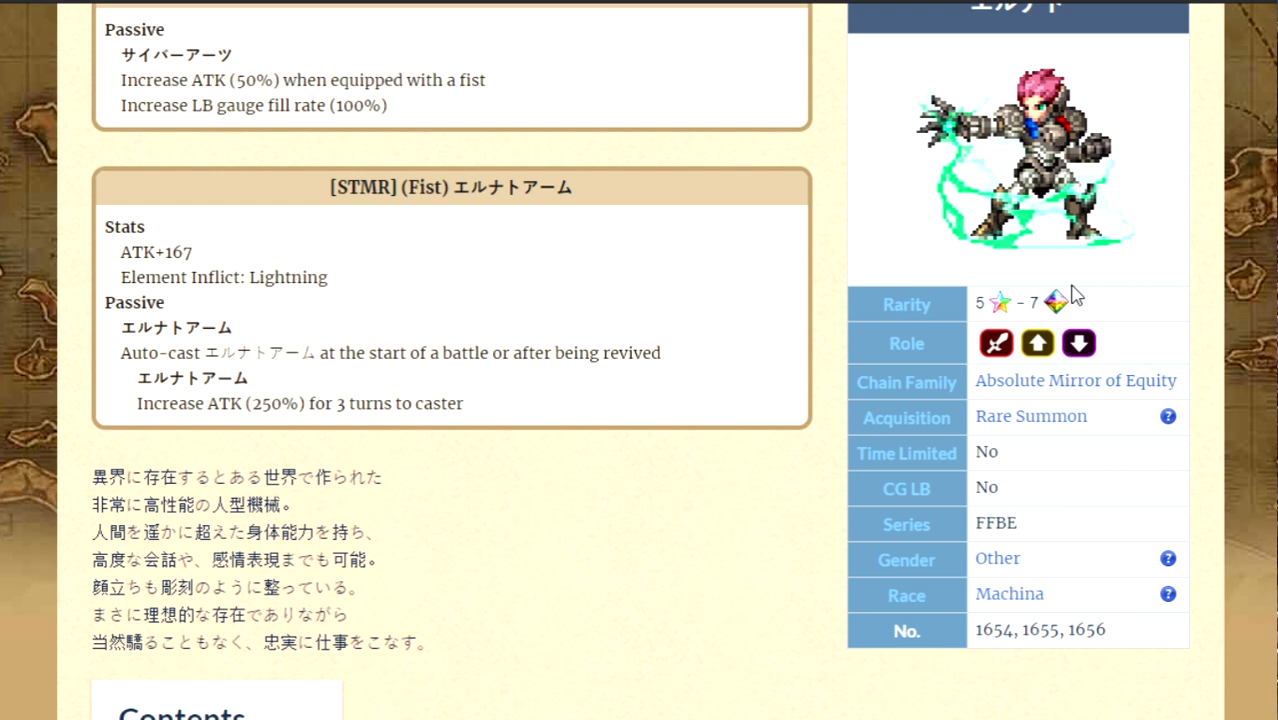 Passive
サイバーアーツ
Increase ATK (50%) when equipped with a fist
Increase LB gauge fill rate (100%)
[STMR] (Fist) エルナトアーム
Stats
ATK+167
Element Inflict: Lightning
Passive
エルナトアーム
Auto-cast エルナトアーム at the start of a battle or after being revived
エルナトアーム
Increase ATK (250%) for 3 turns to caster
異界に存在するとある世界で作られた
非常に高性能の人型機械。
人間を遥かに超えた身体能力を持ち、
高度な会話や、感情表現までも可能。
顔立ちも彫刻のように整っている。
まさに理想的な存在でありながら
当然驕ることもなく、忠実に仕事をこなす。
Contents
エルナト
Rarity 5 - 7
Role
Chain Family Absolute Mirror of Equity
Acquisition Rare Summon ?
Time Limited No
CG LB No
Series FFBE
Gender Other ?
Race Machina ?
No. 1654, 1655, 1656